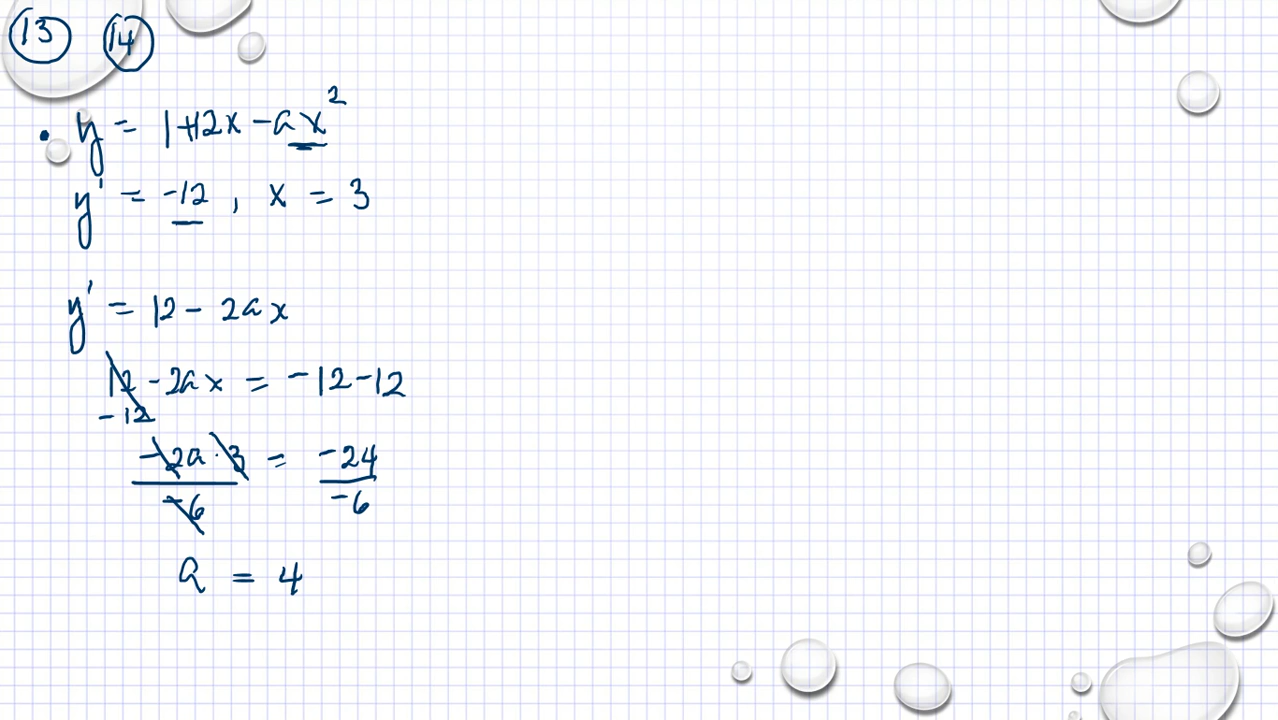 13 14
• y = 1+12x - ax²
y' = -12 , x = 3
y' = 12 - 2ax
12 - 2ax = -12 -12
-12
-2a · 3 = -24
-6 -6
a = 4